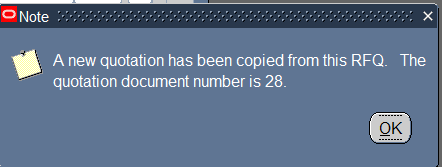 Note
A new quotation has been copied from this RFQ. The
quotation document number is 28.
OK